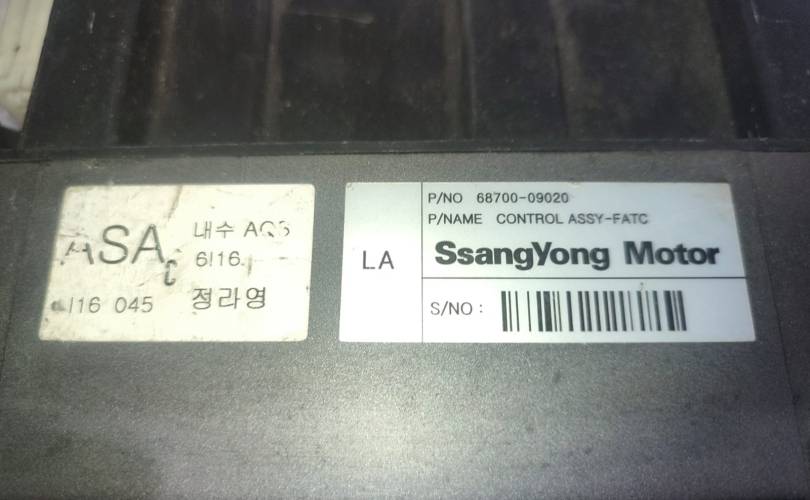 ASA 내수
6116
116 045 정라영
LA
P/NO 68700-09020
P/NAME CONTROL ASSY-FATC
SsangYong Motor
S/NO :